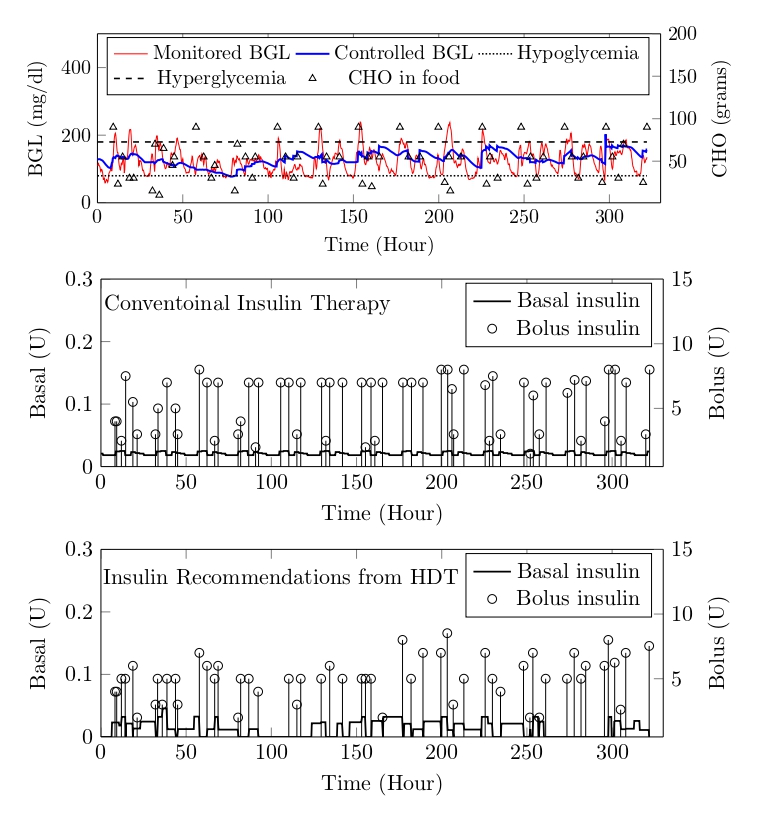 Monitored BGL Controlled BGL Hypoglycemia
Hyperglycemia CHO in food
BGL (mg/dl)
400
200
0
CHO (grams)
200
150
100
50
0 50 100 150 200 250 300
Time (Hour)
Conventoinal Insulin Therapy
Basal insulin
Bolus insulin
Basal (U)
0.3
0.2
0.1
0
Bolus (U)
15
10
5
0 50 100 150 200 250 300
Time (Hour)
Insulin Recommendations from HDT
Basal insulin
Bolus insulin
Basal (U)
0.3
0.2
0.1
0
Bolus (U)
15
10
5
0 50 100 150 200 250 300
Time (Hour)